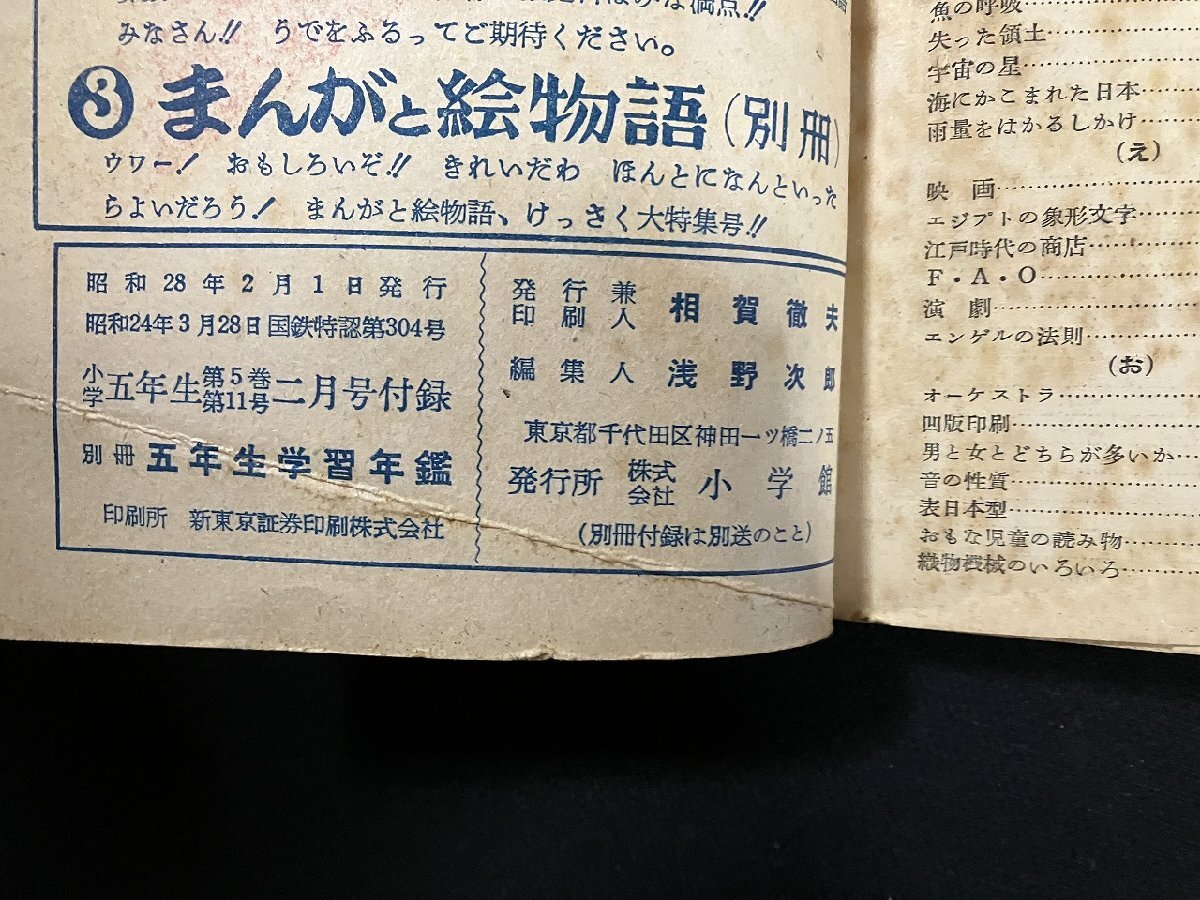 みなさん!! うでをふるってご期待ください。
❸ まんがと絵物語(別冊)
ウワー! おもしろいぞ!! きれいだわ ほんとになんといった
らよいだろう! まんがと絵物語、けっさく大特集号!!
昭和28年2月1日発行
昭和24年3月28日国鉄特認第304号
小学五年生 第5巻第11号 二月号付録
別冊 五年生学習年鑑
印刷所 新東京証券印刷株式会社
発行兼印刷人 相賀徹夫
編集人 浅野次郎
東京都千代田区神田一ツ橋二ノ五
発行所 株式会社 小学館
(別冊付録は別送のこと)
魚の呼吸
失った領土
宇宙の星
海にかこまれた日本
雨量をはかるしかけ
(え)
映画
エジプトの象形文字
江戸時代の商店
F・A・O
演劇
エンゲルの法則
(お)
オーケストラ
凹版印刷
男と女とどちらが多いか
音の性質
表日本型
おもな児童の読み物
織物機械のいろいろ